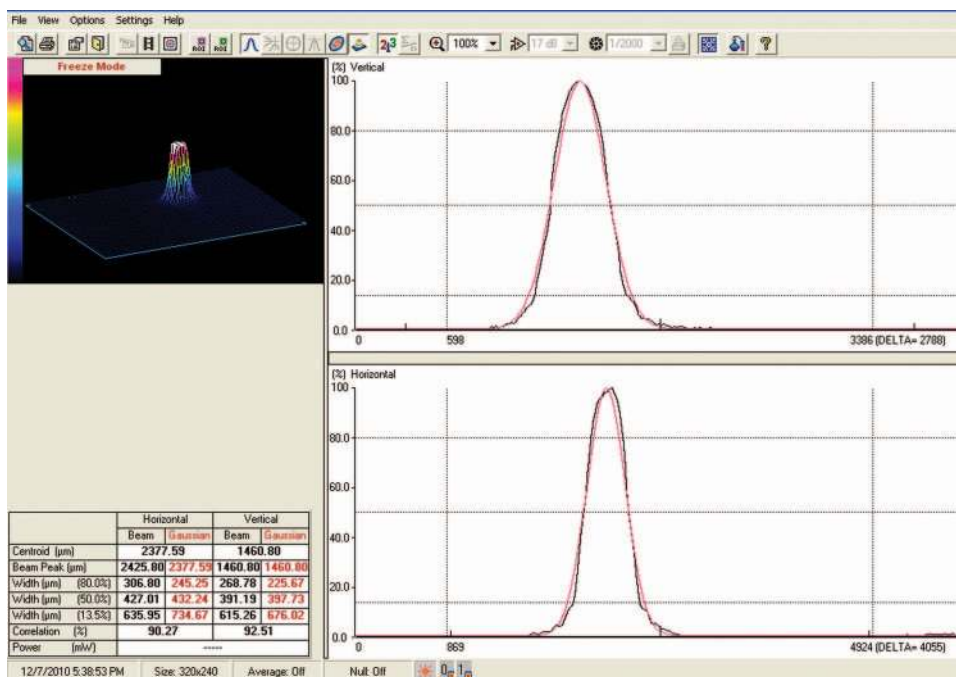 File View Options Settings Help
100% 17 dB 1/2000
Freeze Mode
(%) Vertical
100
80.0
60.0
40.0
20.0
0.0
0 598 3386 (DELTA= 2788)
(%) Horizontal
100
80.0
60.0
40.0
20.0
0.0
0 869 4924 (DELTA= 4055)
Horizontal Vertical
Beam Gaussian Beam Gaussian
Centroid (µm) 2377.59 1460.80
Beam Peak (µm) 2425.80 2377.59 1460.80 1460.80
Width (µm) (80.0%) 306.80 245.25 268.78 225.67
Width (µm) (50.0%) 427.01 432.24 391.19 397.73
Width (µm) (13.5%) 635.95 734.67 615.26 676.02
Correlation (%) 90.27 92.51
Power (mW) -----
12/7/2010 5:38:53 PM Size: 320x240 Average: Off Null: Off 0 1